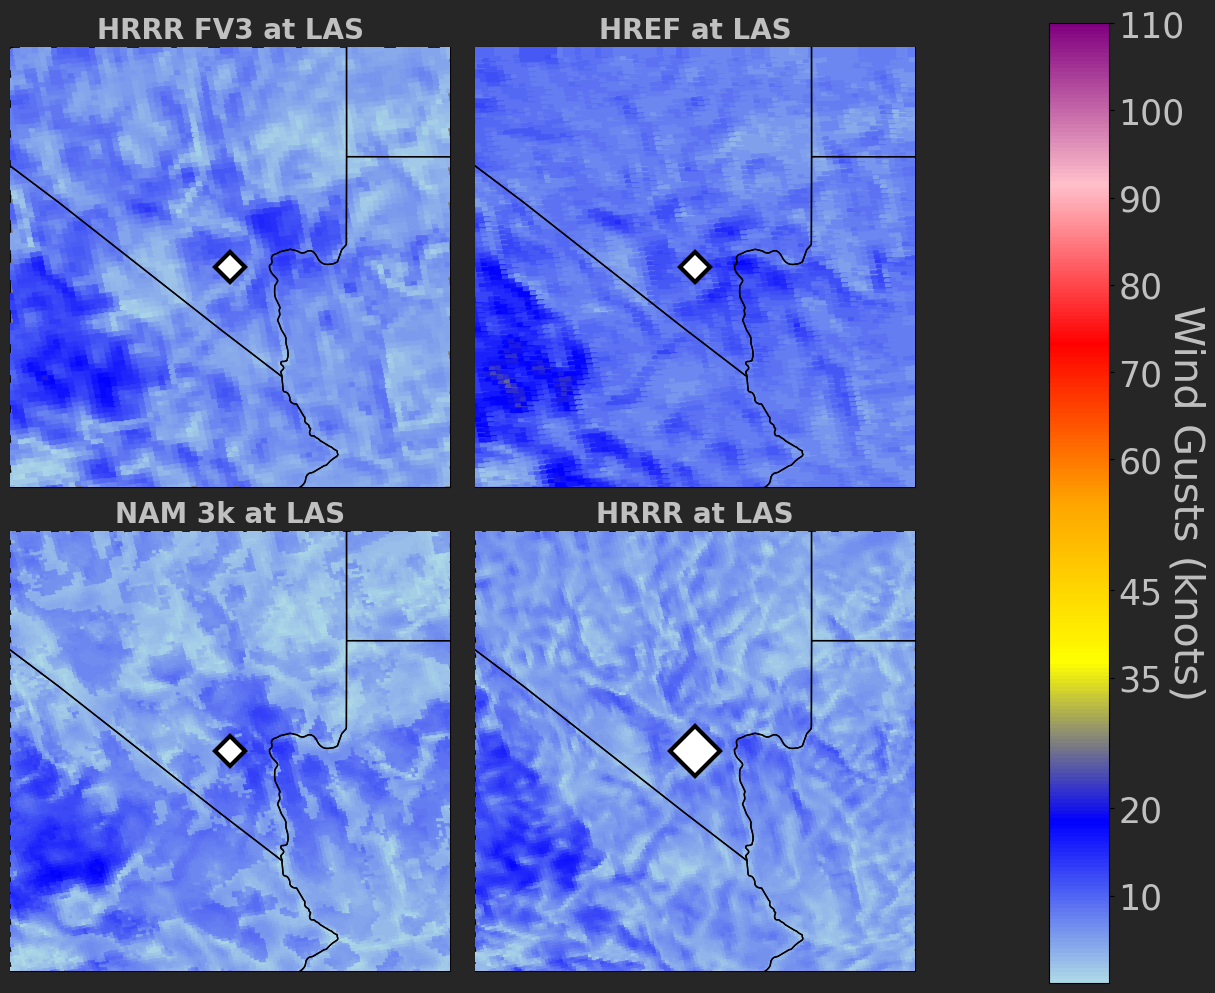 HRRR FV3 at LAS
HREF at LAS
NAM 3k at LAS
HRRR at LAS
110
100
90
80
70
60
45
35
20
10
Wind Gusts (knots)